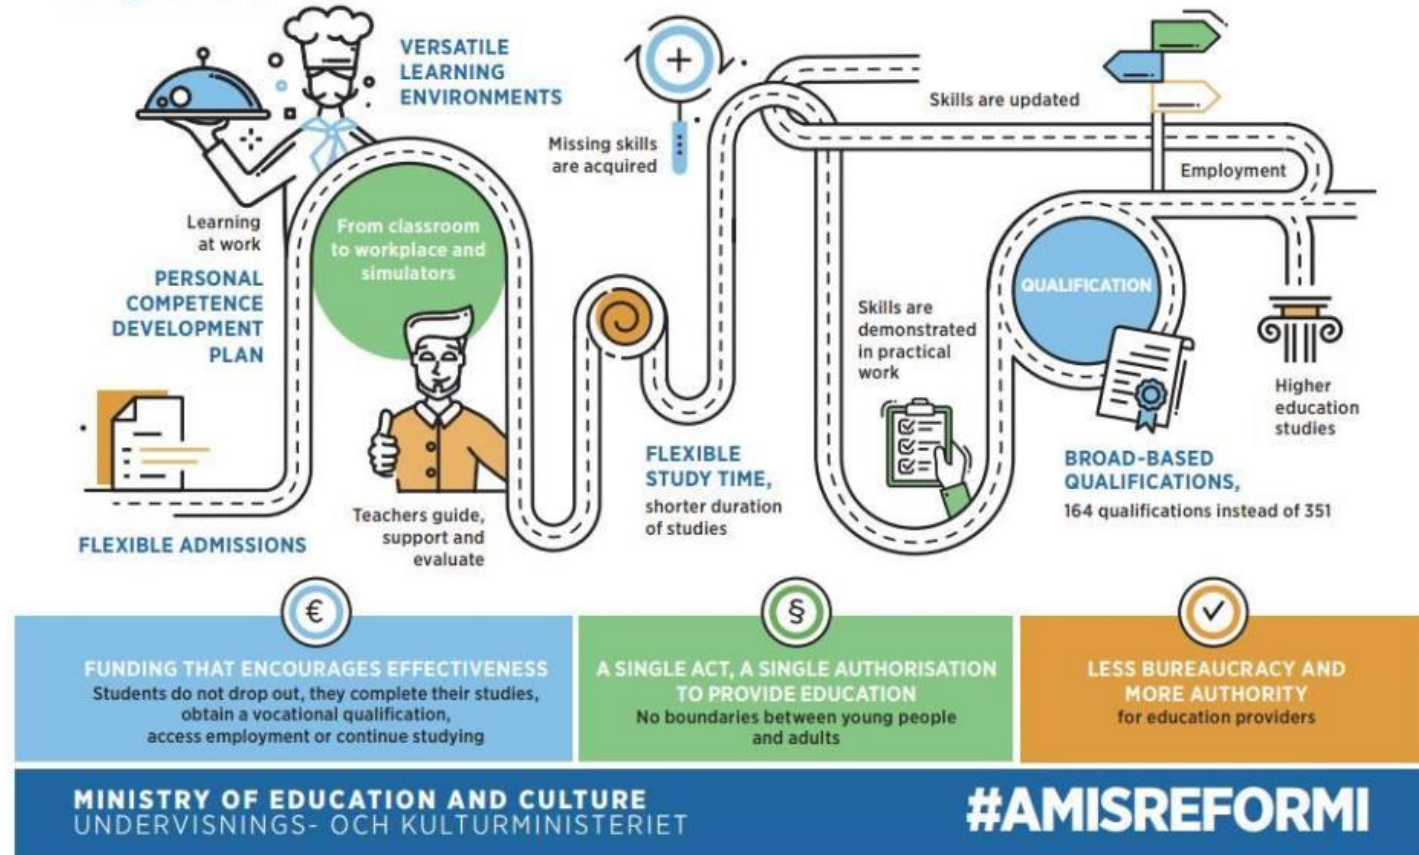 VERSATILE
LEARNING
ENVIRONMENTS
Learning
at work
From classroom
to workplace and
simulators
PERSONAL
COMPETENCE
DEVELOPMENT
PLAN
FLEXIBLE ADMISSIONS
Teachers guide,
support and
evaluate
Missing skills
are acquired
FLEXIBLE
STUDY TIME,
shorter duration
of studies
Skills are updated
Employment
Skills are
demonstrated
in practical
work
QUALIFICATION
Higher
education
studies
BROAD-BASED
QUALIFICATIONS,
164 qualifications instead of 351
€
FUNDING THAT ENCOURAGES EFFECTIVENESS
Students do not drop out, they complete their studies,
obtain a vocational qualification,
access employment or continue studying
§
A SINGLE ACT, A SINGLE AUTHORISATION
TO PROVIDE EDUCATION
No boundaries between young people
and adults
LESS BUREAUCRACY AND
MORE AUTHORITY
for education providers
MINISTRY OF EDUCATION AND CULTURE
UNDERVISNINGS- OCH KULTURMINISTERIET
#AMISREFORMI